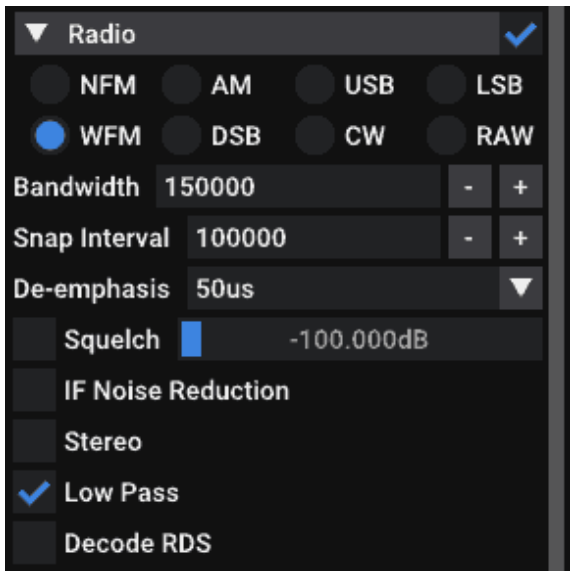 Radio
NFM AM USB LSB
WFM DSB CW RAW
Bandwidth 150000 - +
Snap Interval 100000 - +
De-emphasis 50us
Squelch -100.000dB
IF Noise Reduction
Stereo
Low Pass
Decode RDS